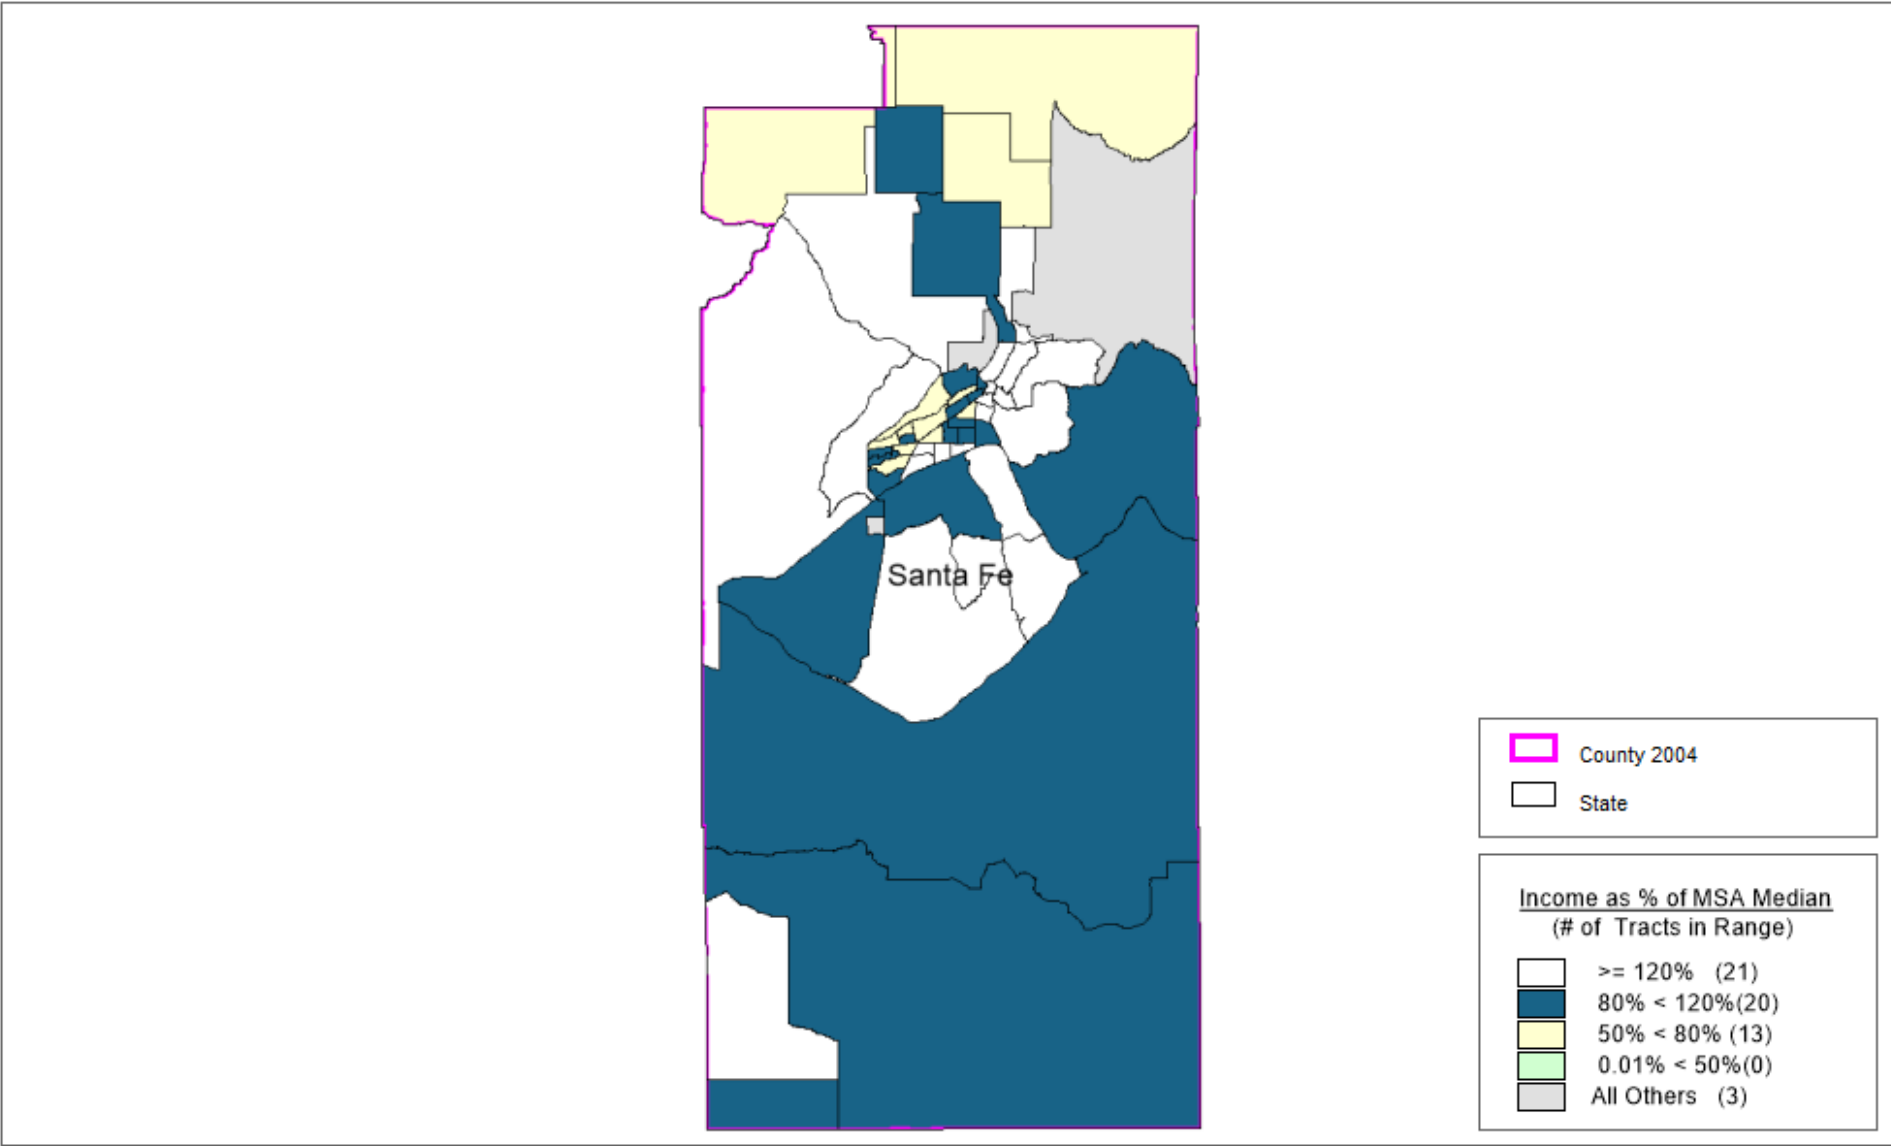 Santa Fe
County 2004
State
Income as % of MSA Median
(# of Tracts in Range)
>= 120% (21)
80% < 120%(20)
50% < 80% (13)
0.01% < 50%(0)
All Others (3)